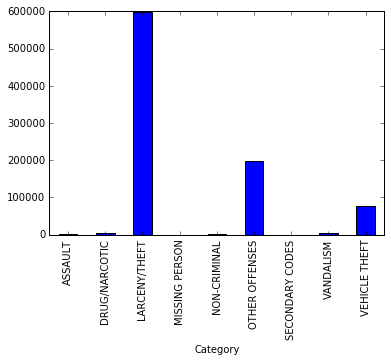 600000
500000
400000
300000
200000
100000
0
ASSAULT
DRUG/NARCOTIC
LARCENY/THEFT
MISSING PERSON
NON-CRIMINAL
OTHER OFFENSES
SECONDARY CODES
VANDALISM
VEHICLE THEFT
Category